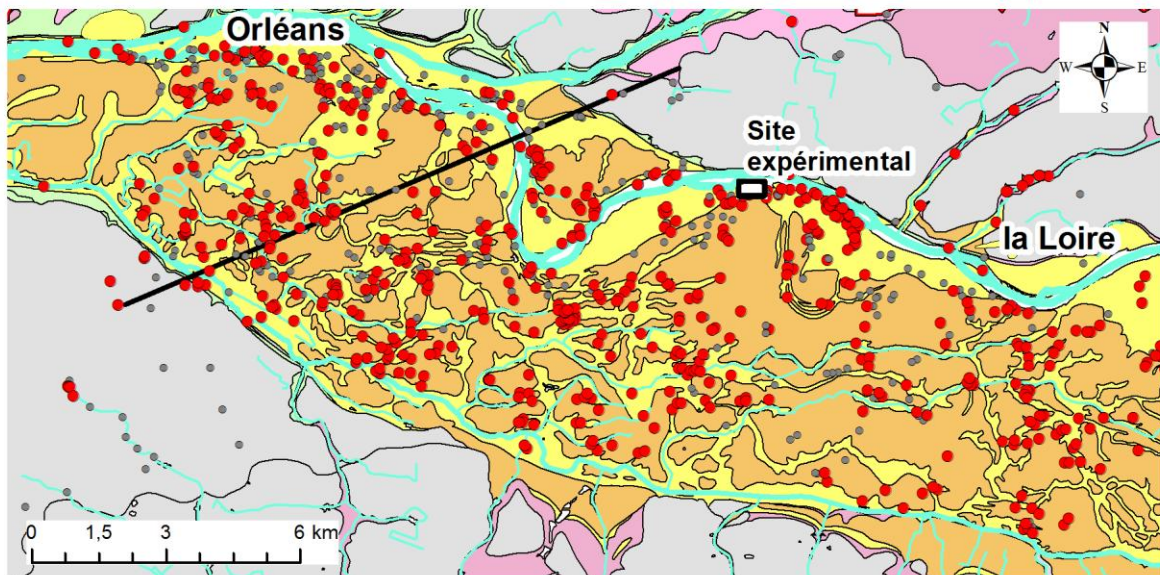 Orléans
N
W
E
S
Site
expérimental
la Loire
0 1,5 3 6 km